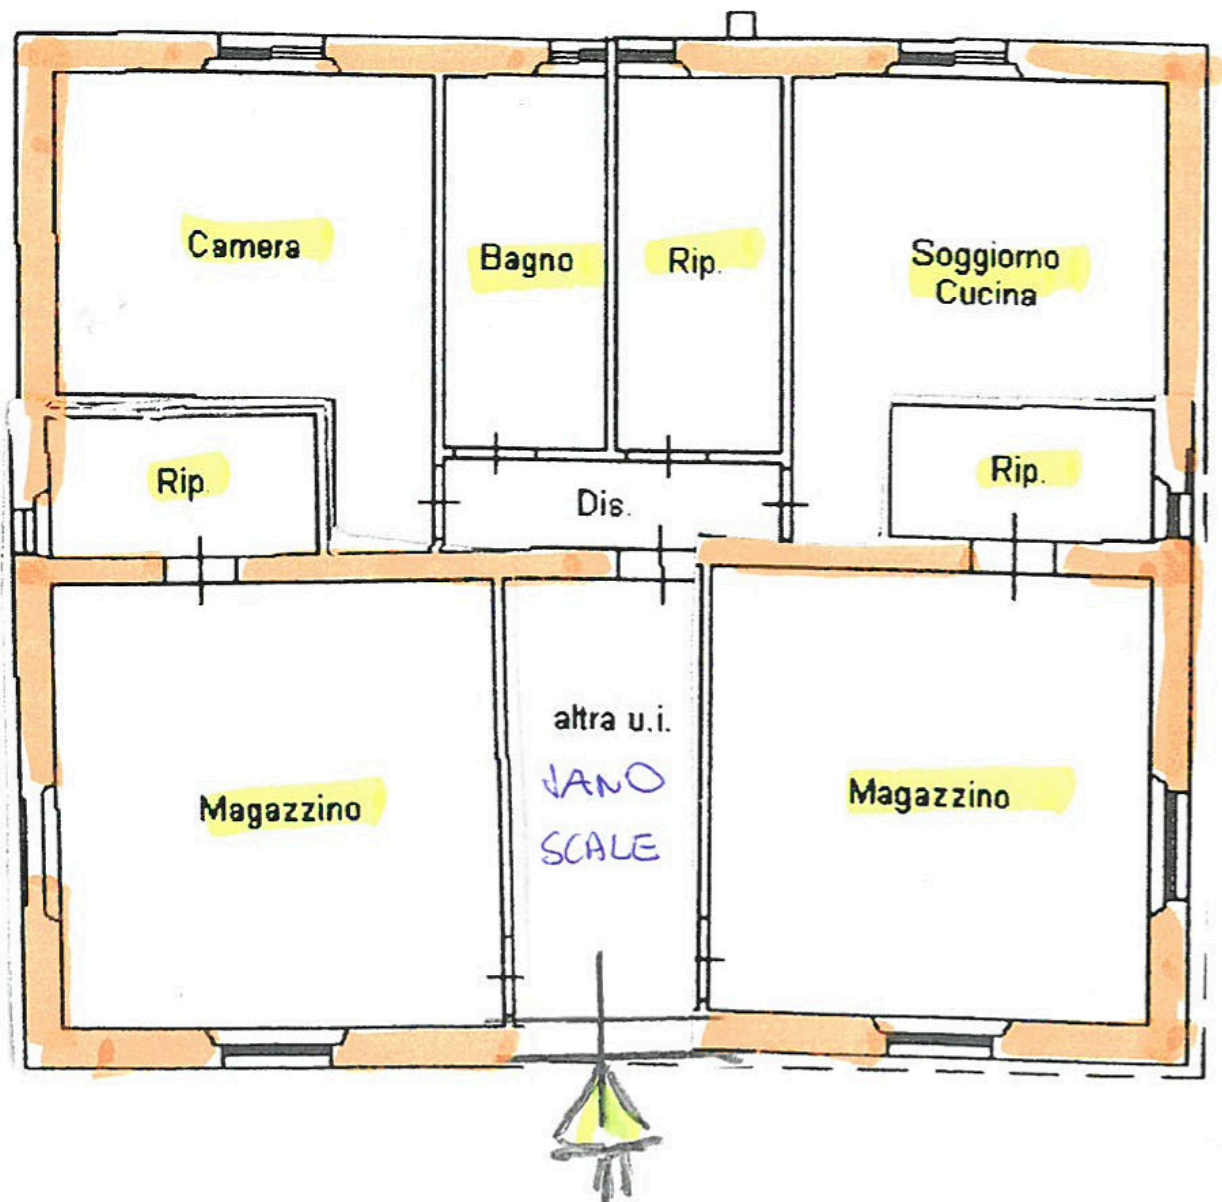 Camera
Bagno
Rip.
Soggiorno
Cucina
Rip.
Dis.
Rip.
altra u.i.
VANO
SCALE
Magazzino
Magazzino